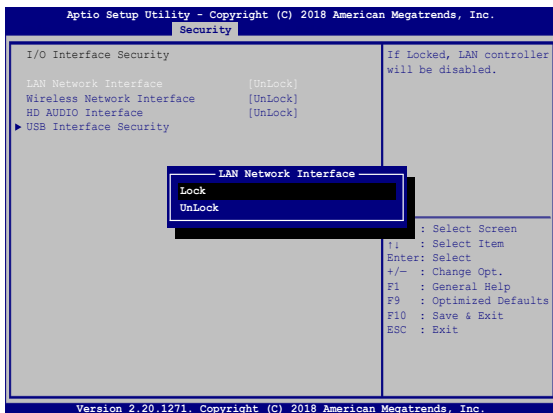 Aptio Setup Utility - Copyright (C) 2018 American Megatrends, Inc.
Security
I/O Interface Security
LAN Network Interface [UnLock]
Wireless Network Interface [UnLock]
HD AUDIO Interface [UnLock]
USB Interface Security
If Locked, LAN controller
will be disabled.
LAN Network Interface
Lock
UnLock
: Select Screen
↑↓ : Select Item
Enter: Select
+/— : Change Opt.
F1 : General Help
F9 : Optimized Defaults
F10 : Save & Exit
ESC : Exit
Version 2.20.1271. Copyright (C) 2018 American Megatrends, Inc.